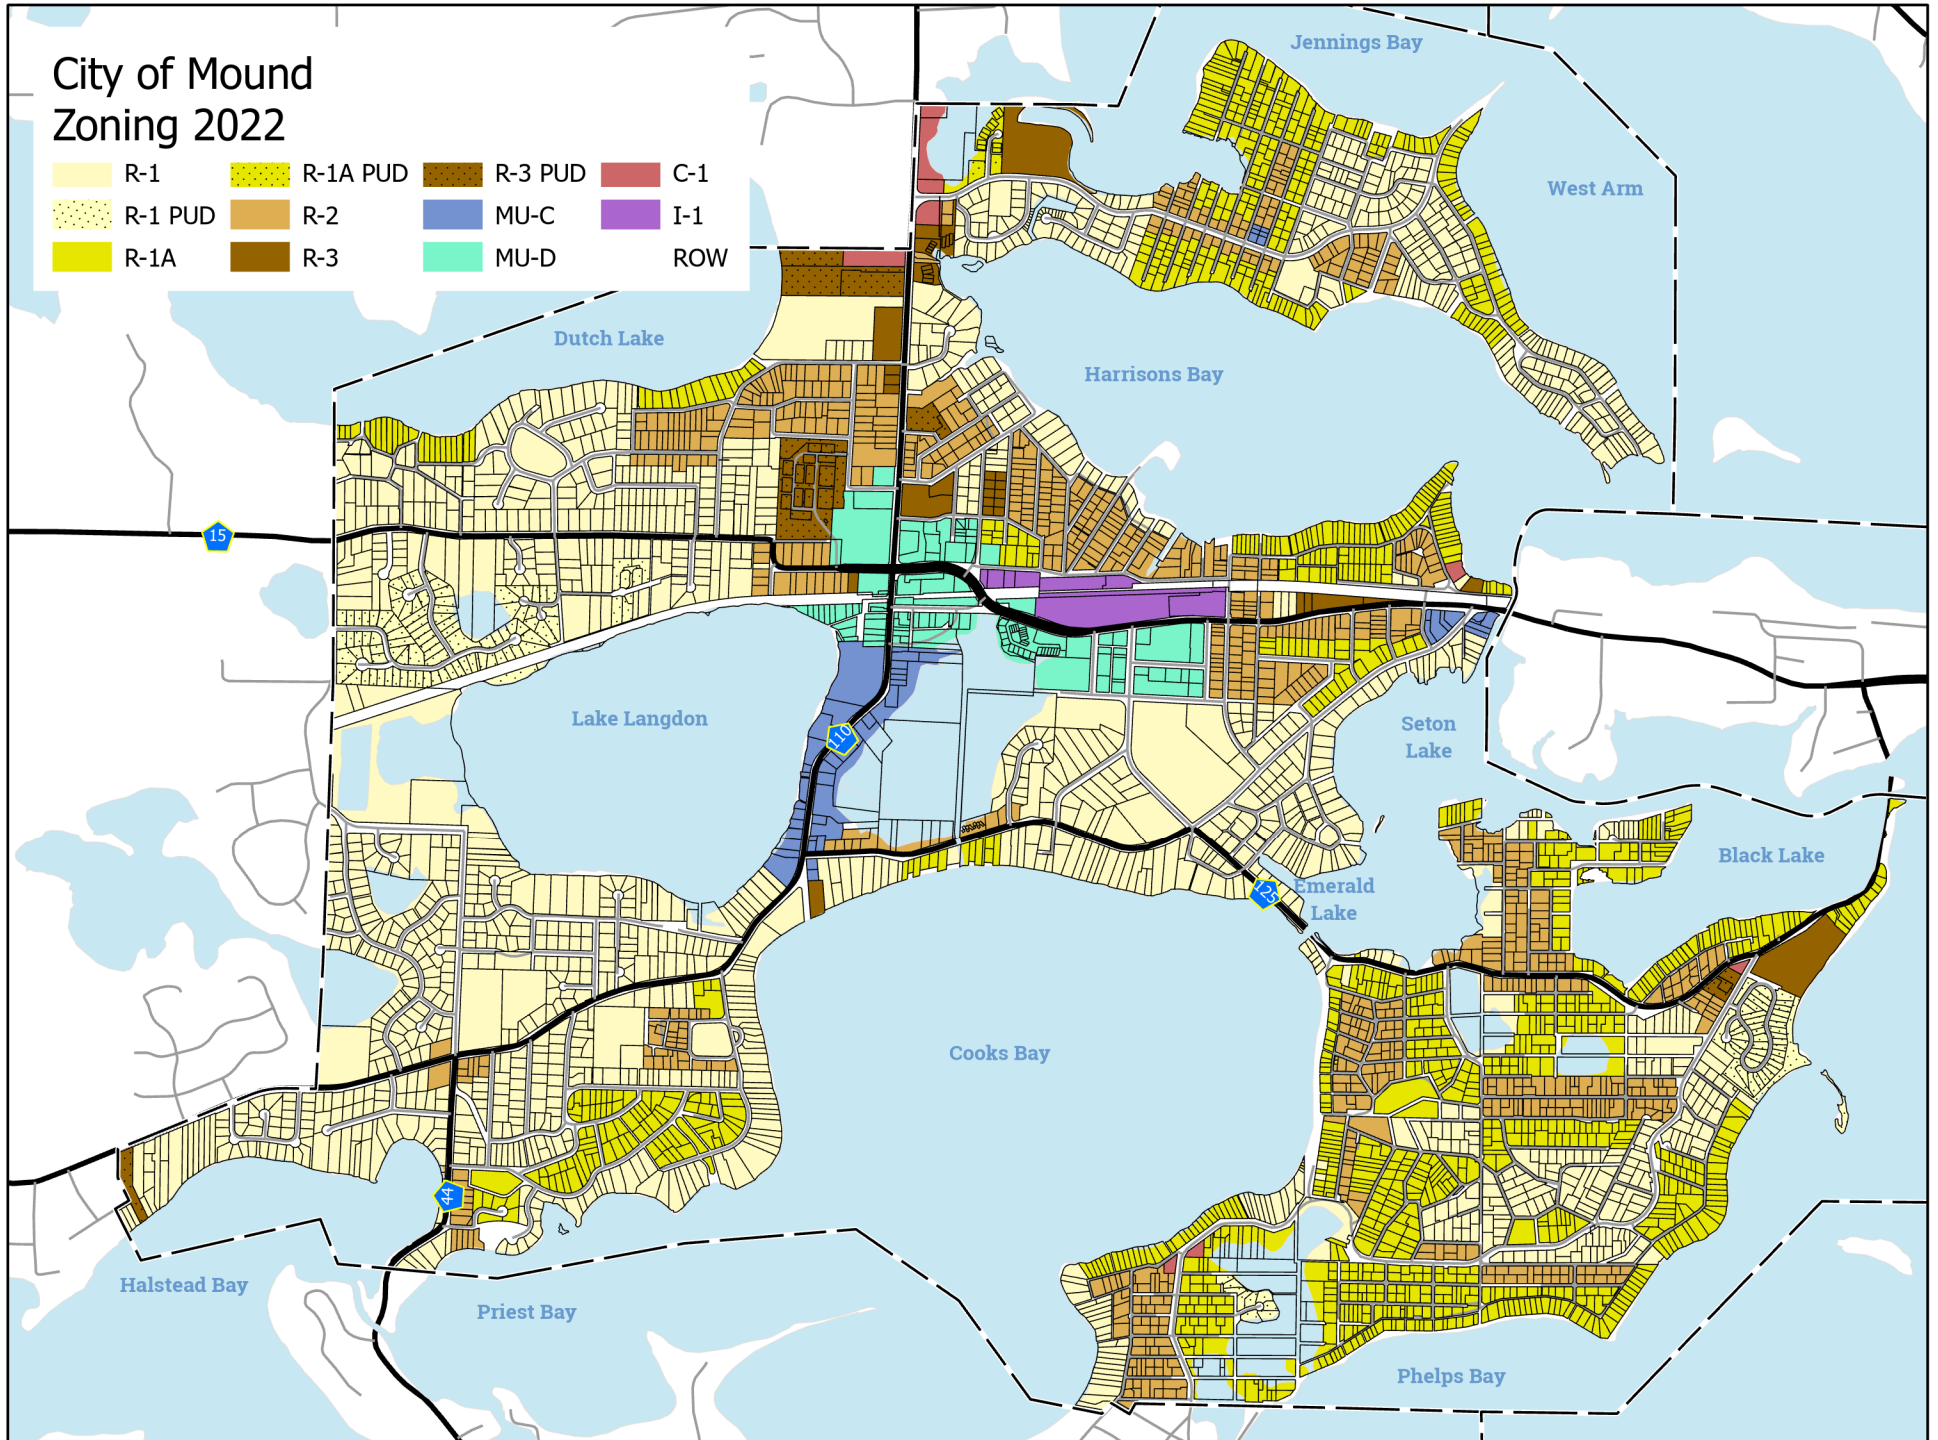 City of Mound
Zoning 2022
R-1
R-1A PUD
R-3 PUD
C-1
R-1 PUD
R-2
MU-C
I-1
R-1A
R-3
MU-D
ROW
Jennings Bay
West Arm
Dutch Lake
Harrisons Bay
15
Lake Langdon
110
Seton
Lake
Black Lake
125
Emerald
Lake
Cooks Bay
44
Halstead Bay
Priest Bay
Phelps Bay